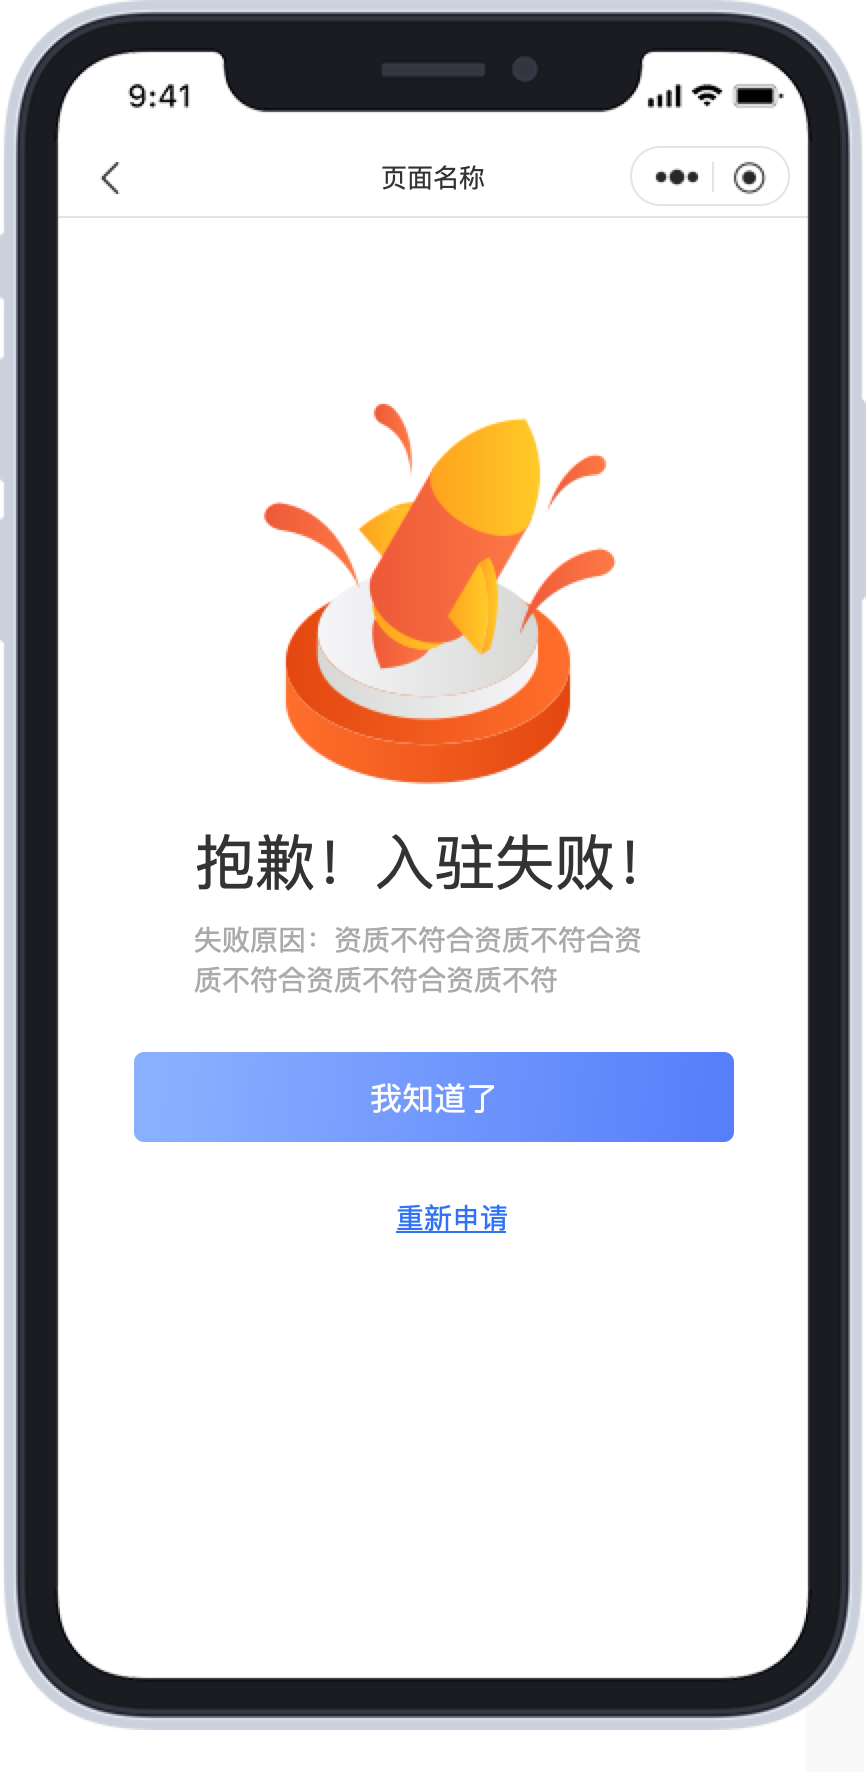 9:41
页面名称
抱歉！入驻失败！
失败原因：资质不符合资质不符合资
质不符合资质不符合资质不符
我知道了
重新申请